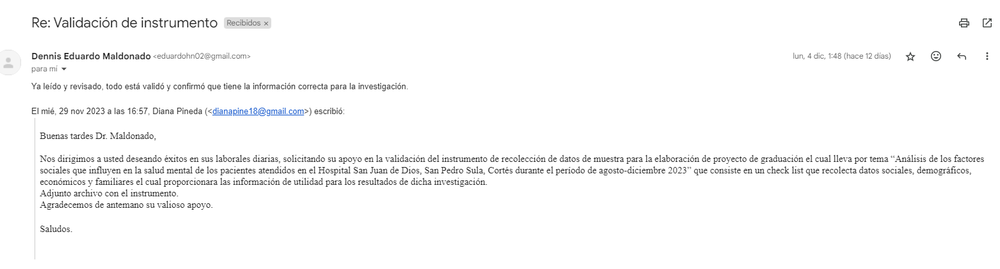 Re: Validación de instrumento Recibidos ×
Dennis Eduardo Maldonado <eduardohn02@gmail.com> lun, 4 dic, 1:48 (hace 12 días)
para mí
Ya leído y revisado, todo está validó y confirmó que tiene la información correcta para la investigación.
El mié, 29 nov 2023 a las 16:57, Diana Pineda (<dianapine18@gmail.com>) escribió:
Buenas tardes Dr. Maldonado,
Nos dirigimos a usted deseando éxitos en sus laborales diarias, solicitando su apoyo en la validación del instrumento de recolección de datos de muestra para la elaboración de proyecto de graduación el cual lleva por tema “Análisis de los factores
sociales que influyen en la salud mental de los pacientes atendidos en el Hospital San Juan de Dios, San Pedro Sula, Cortés durante el período de agosto-diciembre 2023” que consiste en un check list que recolecta datos sociales, demográficos,
económicos y familiares el cual proporcionara las información de utilidad para los resultados de dicha investigación.
Adjunto archivo con el instrumento.
Agradecemos de antemano su valioso apoyo.
Saludos.